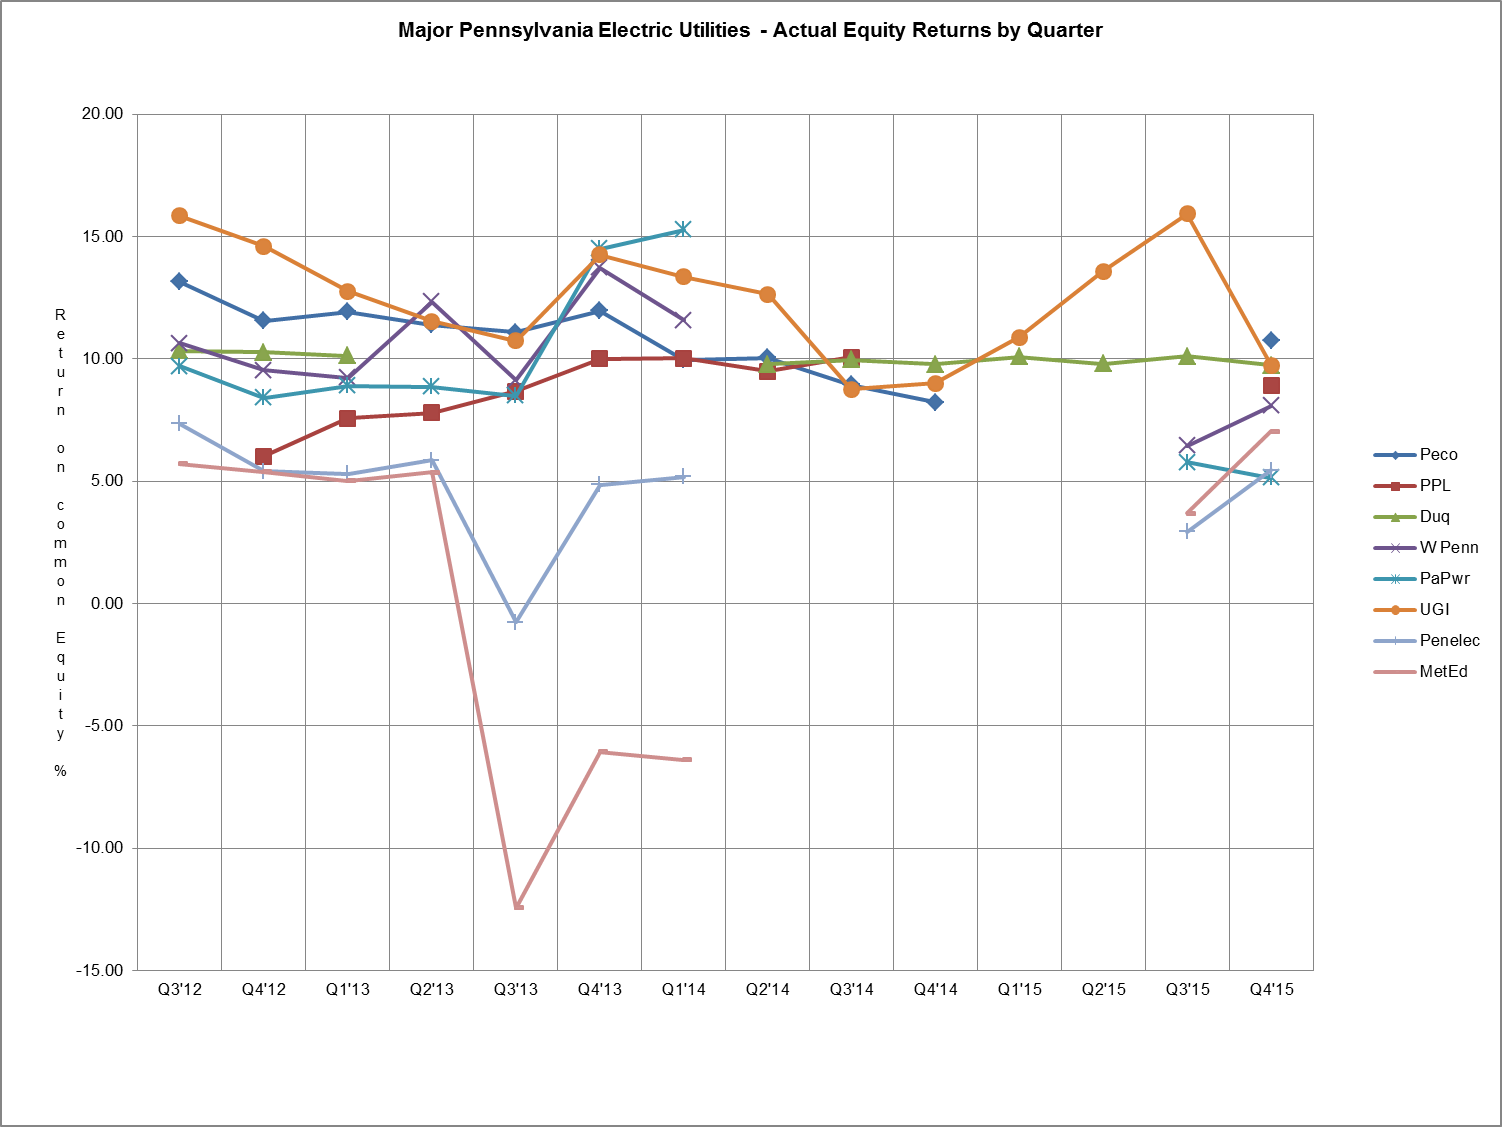 Major Pennsylvania Electric Utilities - Actual Equity Returns by Quarter
20.00
15.00
10.00
5.00
0.00
-5.00
-10.00
-15.00
Return on common Equity %
Q3'12 Q4'12 Q1'13 Q2'13 Q3'13 Q4'13 Q1'14 Q2'14 Q3'14 Q4'14 Q1'15 Q2'15 Q3'15 Q4'15
Peco
PPL
Duq
W Penn
PaPwr
UGI
Penelec
MetEd